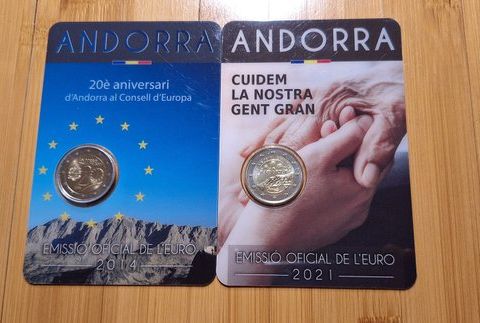 ANDORRA
20è aniversari
d'Andorra al Consell d'Europa
EMISSIÓ OFICIAL DE L'EURO
2014
ANDORRA
CUIDEM
LA NOSTRA
GENT GRAN
EMISSIÓ OFICIAL DE L'EURO
2021